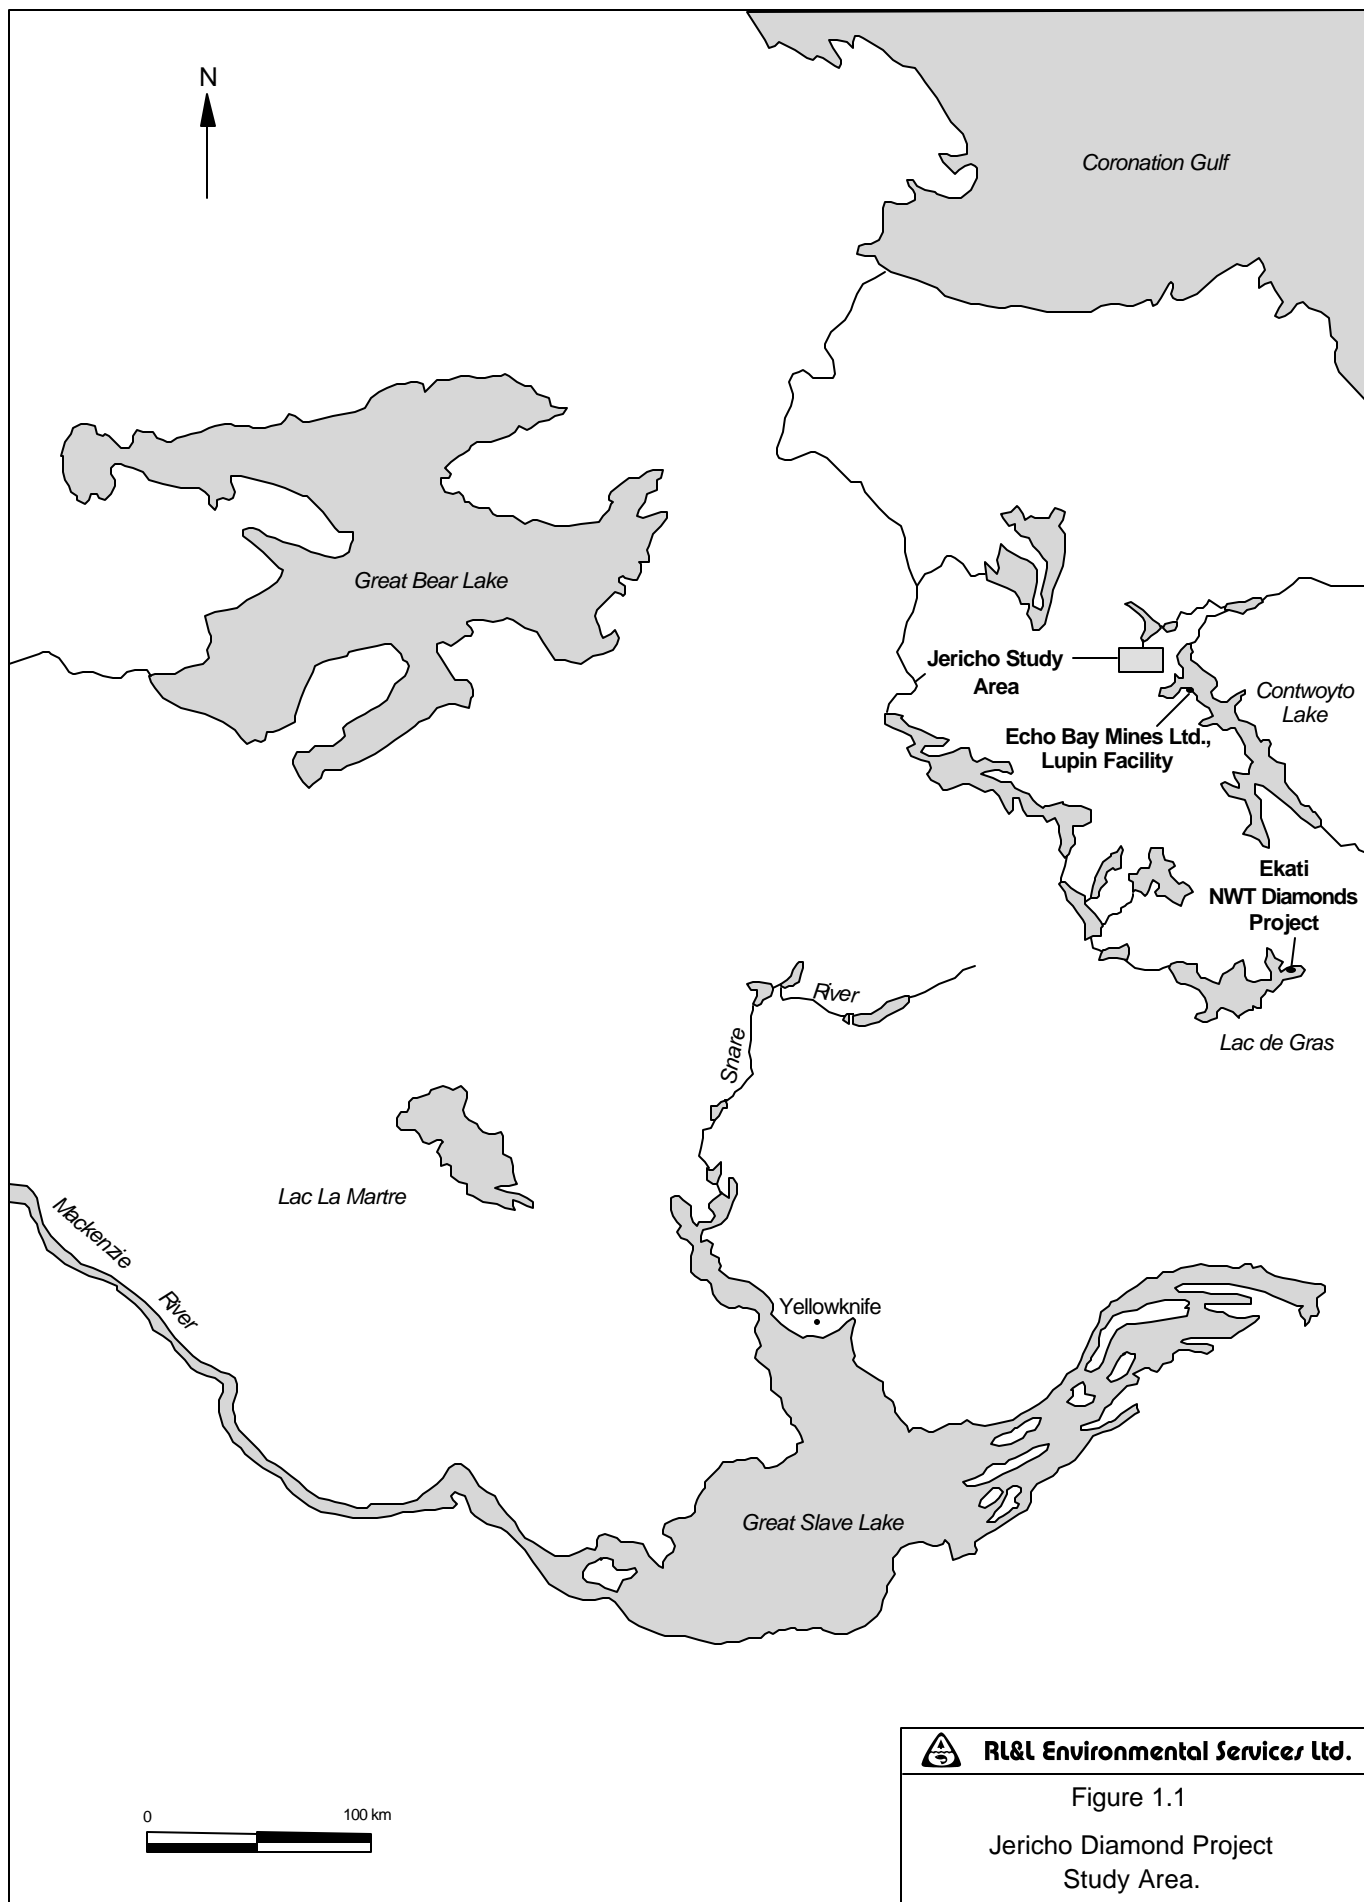 N
Coronation Gulf
Great Bear Lake
Jericho Study
Area
Contwoyto
Lake
Echo Bay Mines Ltd.,
Lupin Facility
Ekati
NWT Diamonds
Project
River
Snare
Lac de Gras
Lac La Martre
Mackenzie
River
Yellowknife
Great Slave Lake
0 100 km
RL&L Environmental Services Ltd.
Figure 1.1
Jericho Diamond Project
Study Area.